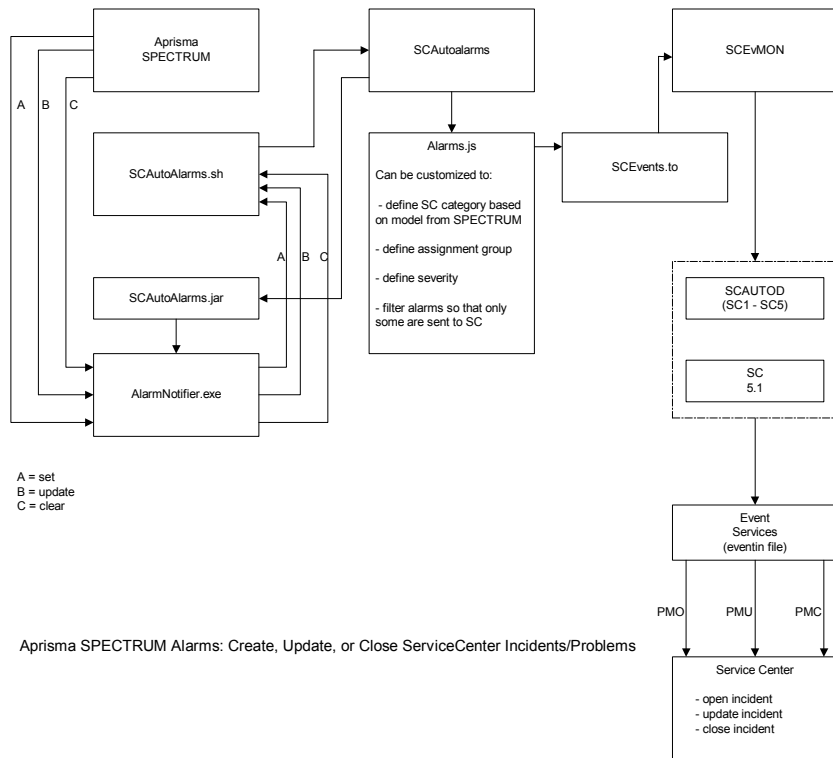 Aprisma
SPECTRUM
SCAutoalarms
SCEvMON
A
B
C
SCAutoAlarms.sh
Alarms.js
Can be customized to:
- define SC category based
on model from SPECTRUM
- define assignment group
- define severity
- filter alarms so that only
some are sent to SC
SCEvents.to
A
B
C
SCAutoAlarms.jar
SCAUTOD
(SC1 - SC5)
AlarmNotifier.exe
SC
5.1
A = set
B = update
C = clear
Event
Services
(eventin file)
PMO
PMU
PMC
Aprisma SPECTRUM Alarms: Create, Update, or Close ServiceCenter Incidents/Problems
Service Center
- open incident
- update incident
- close incident